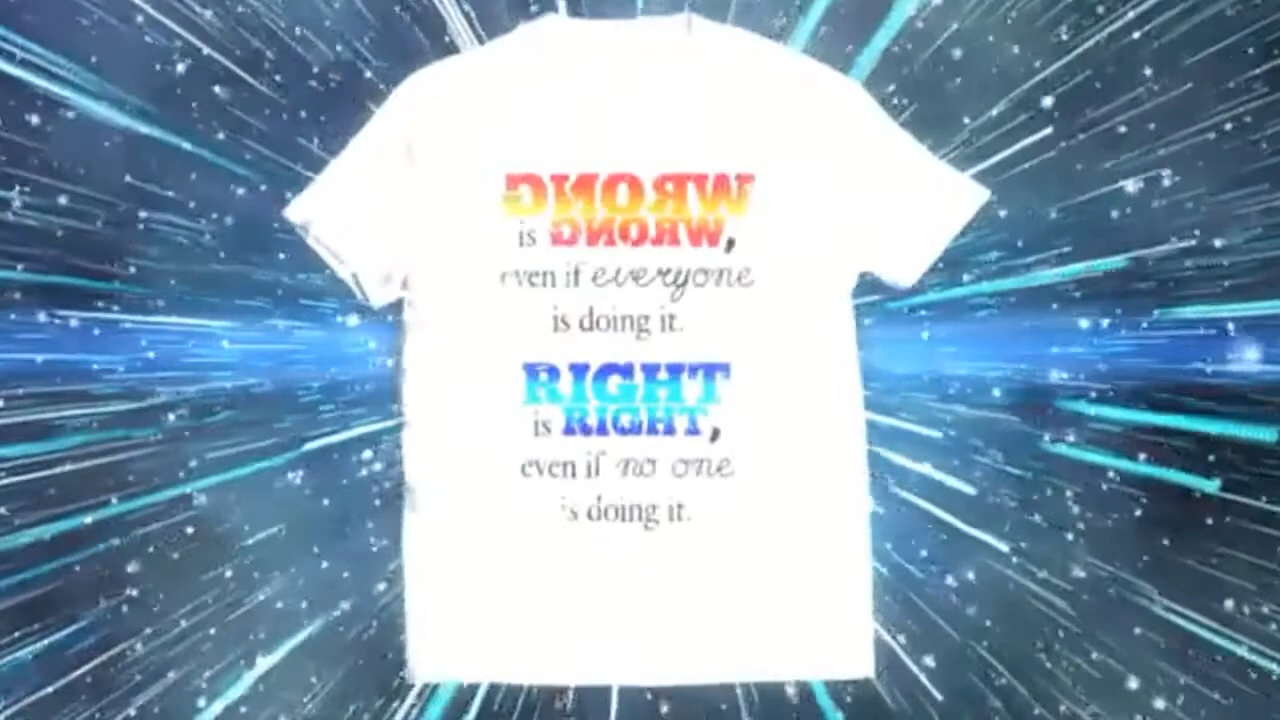 WRONG
is WRONG,
even if everyone
is doing it.
RIGHT
is RIGHT,
even if no one
is doing it.